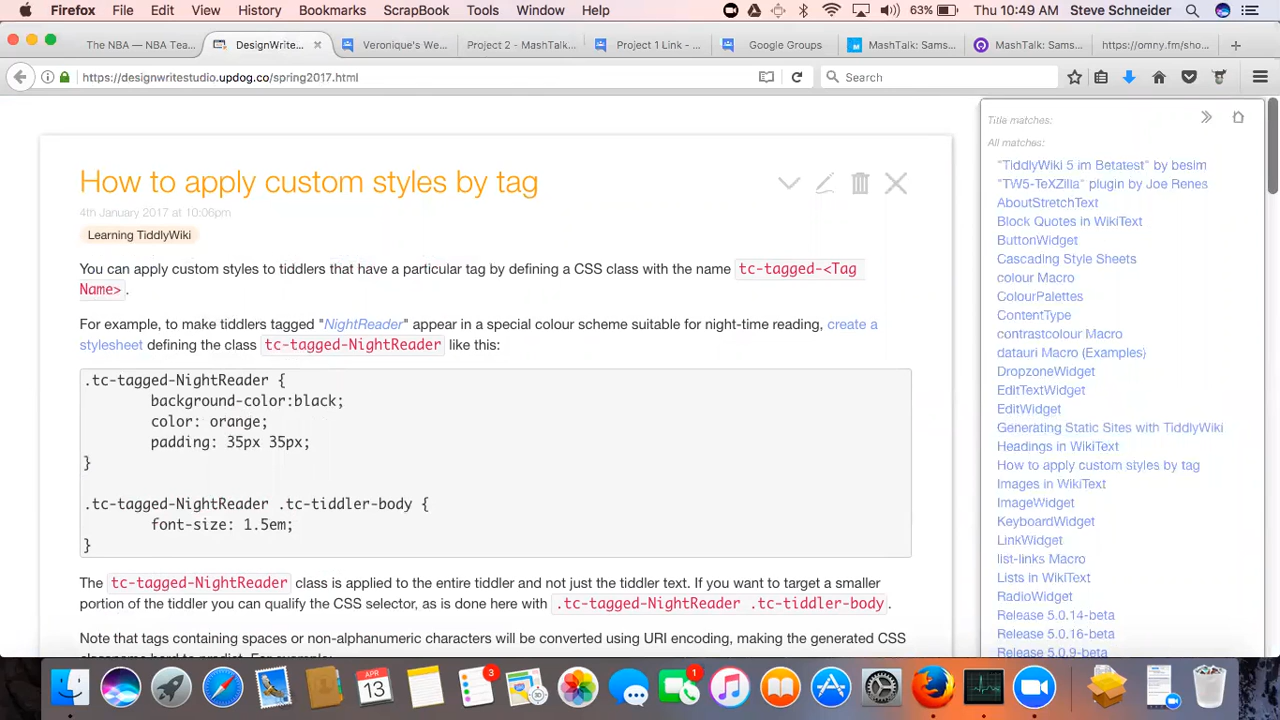 Firefox File Edit View History Bookmarks ScrapBook Tools Window Help 63% Thu 10:49 AM Steve Schneider
The NBA — NBA Tea... DesignWrite... Veronique's We... Project 2 - MashTalk:... Project 1 Link - ... Google Groups MashTalk: Sams... MashTalk: Sams... https://omny.fm/sho...
https://designwritestudio.updog.co/spring2017.html Search
How to apply custom styles by tag
4th January 2017 at 10:06pm
Learning TiddlyWiki
You can apply custom styles to tiddlers that have a particular tag by defining a CSS class with the name tc-tagged-<Tag
Name> .
For example, to make tiddlers tagged "NightReader" appear in a special colour scheme suitable for night-time reading, create a
stylesheet defining the class tc-tagged-NightReader like this:
.tc-tagged-NightReader {
background-color:black;
color: orange;
padding: 35px 35px;
}
.tc-tagged-NightReader .tc-tiddler-body {
font-size: 1.5em;
}
The tc-tagged-NightReader class is applied to the entire tiddler and not just the tiddler text. If you want to target a smaller
portion of the tiddler you can qualify the CSS selector, as is done here with .tc-tagged-NightReader .tc-tiddler-body .
Note that tags containing spaces or non-alphanumeric characters will be converted using URI encoding, making the generated CSS
Title matches:
All matches:
"TiddlyWiki 5 im Betatest" by besim
"TW5-TeXZilla" plugin by Joe Renes
AboutStretchText
Block Quotes in WikiText
ButtonWidget
Cascading Style Sheets
colour Macro
ColourPalettes
ContentType
contrastcolour Macro
datauri Macro (Examples)
DropzoneWidget
EditTextWidget
EditWidget
Generating Static Sites with TiddlyWiki
Headings in WikiText
How to apply custom styles by tag
Images in WikiText
ImageWidget
KeyboardWidget
LinkWidget
list-links Macro
Lists in WikiText
RadioWidget
Release 5.0.14-beta
Release 5.0.16-beta
Release 5.0.9-beta
APR
13
3
1